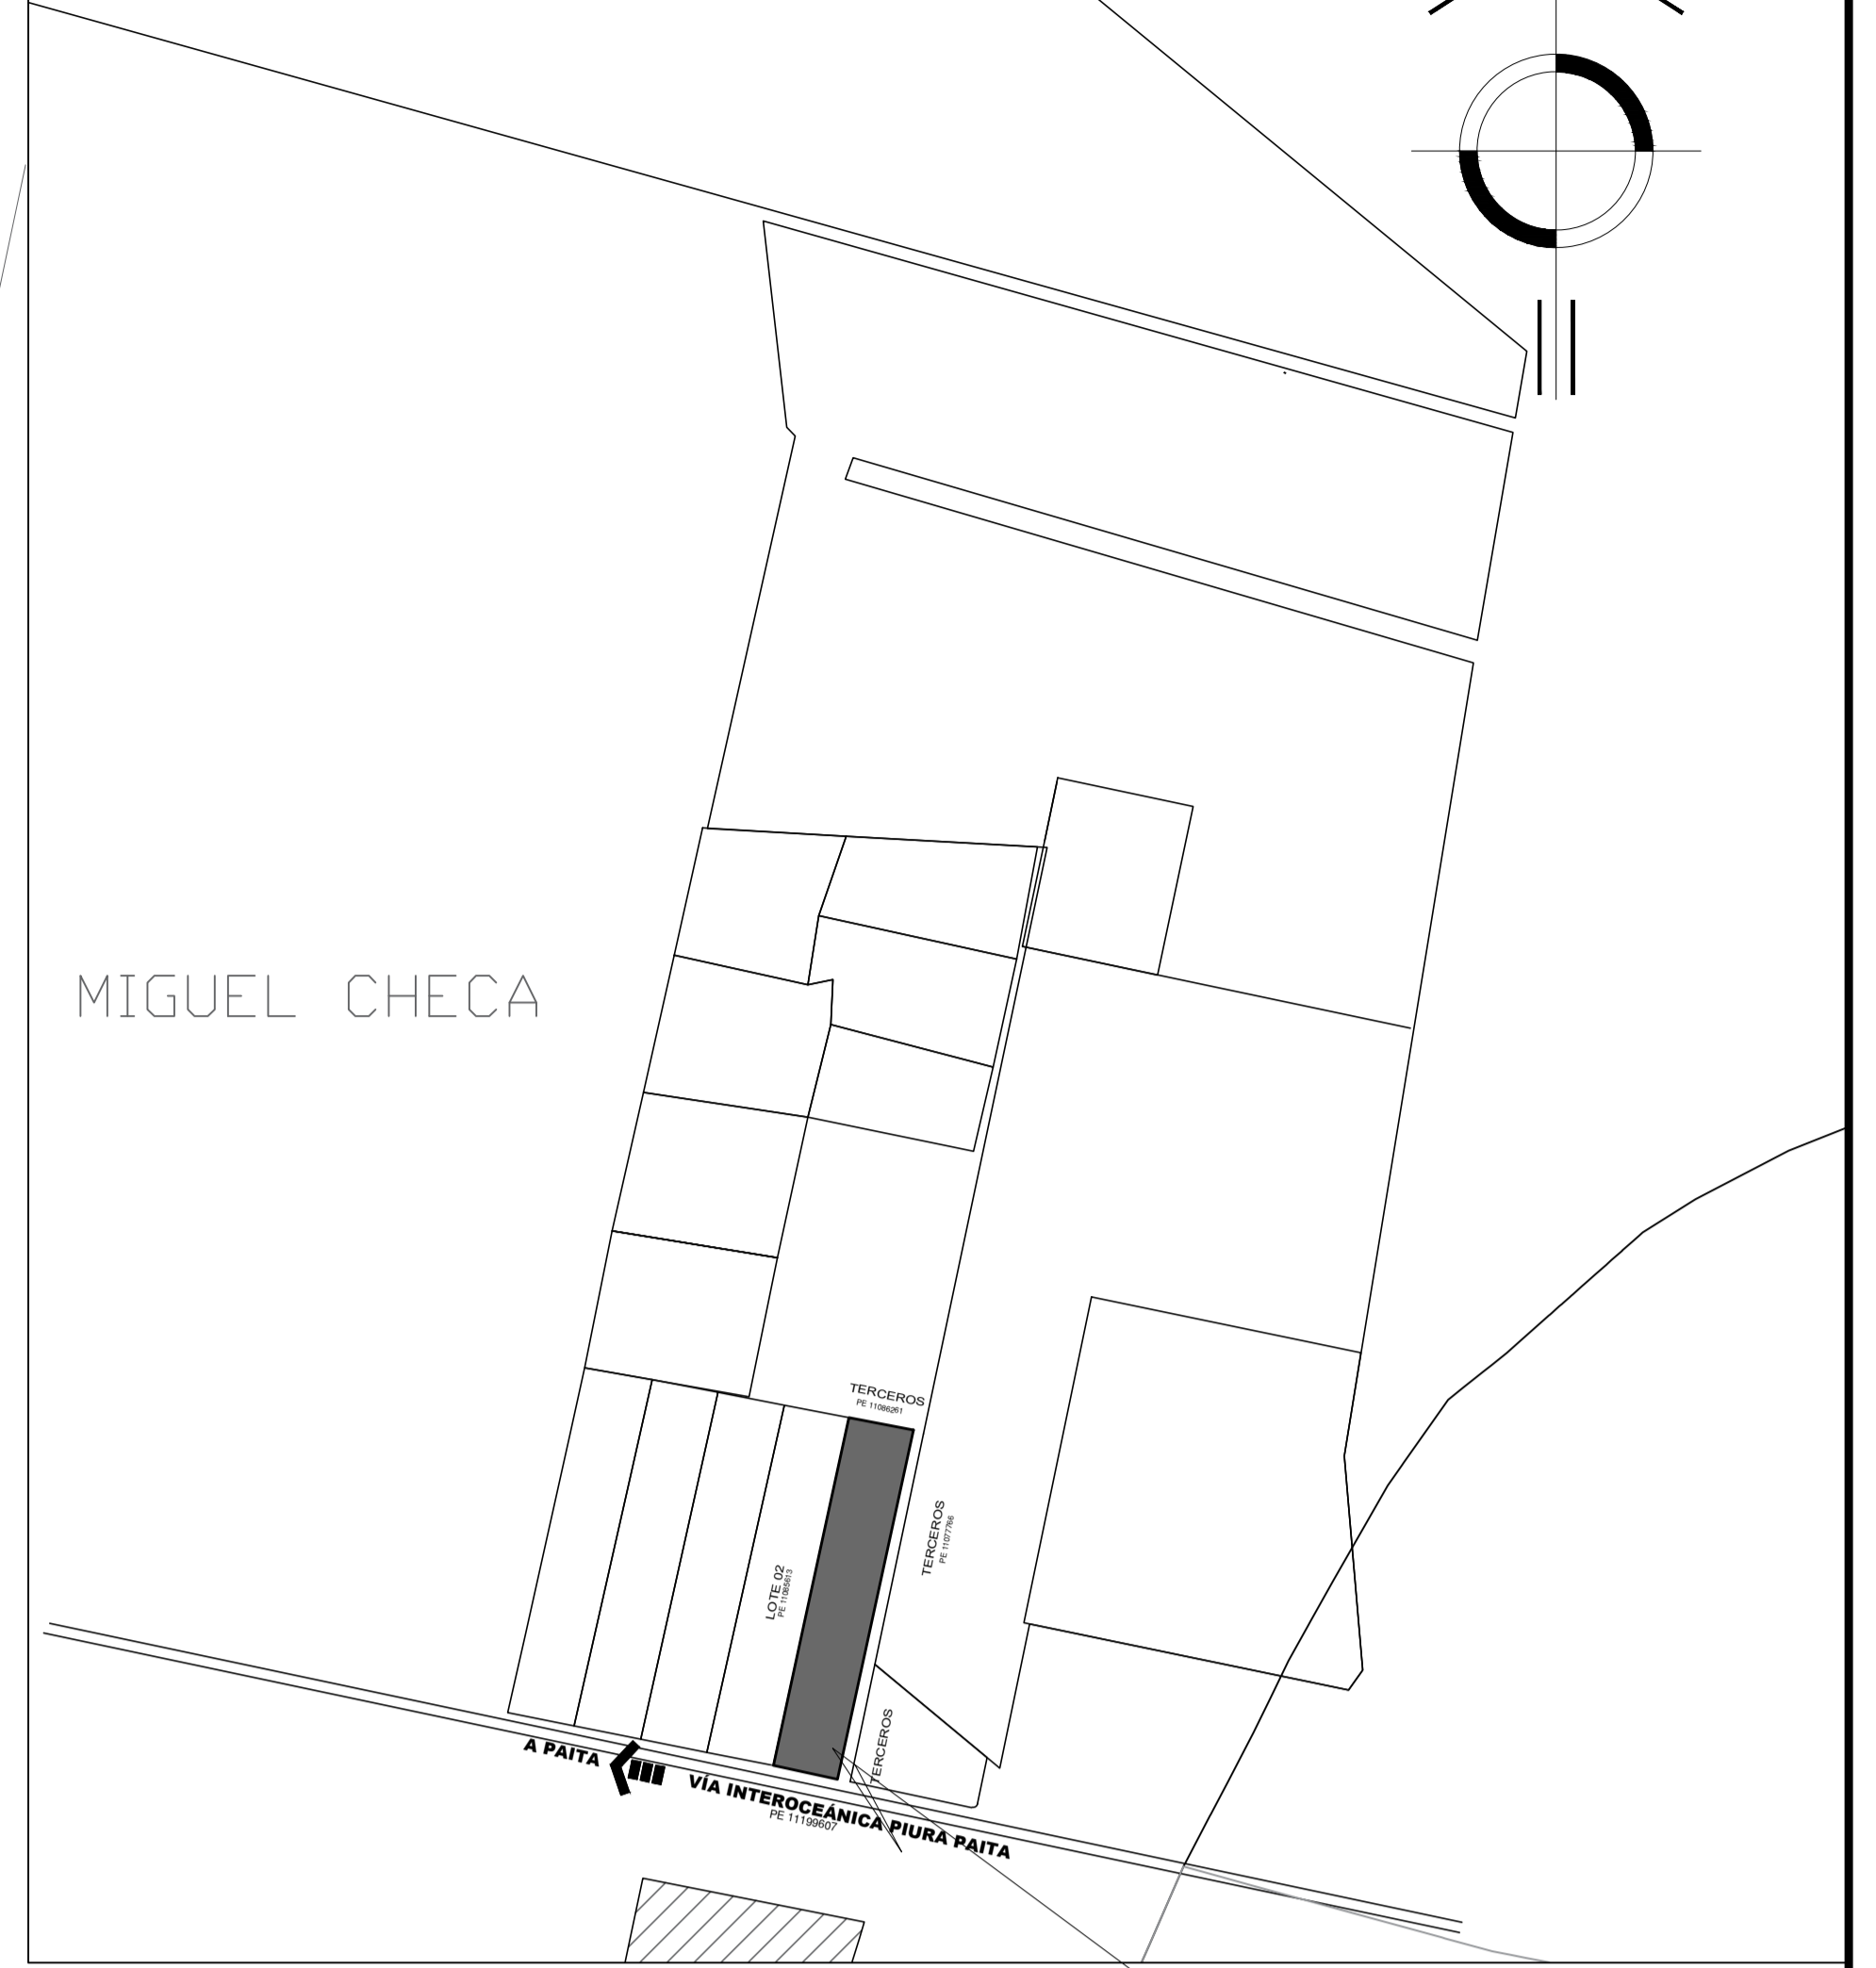 MIGUEL CHECA
TERCEROS
PE 11086261
TERCEROS
PE 11077766
LOTE 02
PE 11085613
TERCEROS
A PAITA
VÍA INTEROCEÁNICA PIURA PAITA
PE 11199607